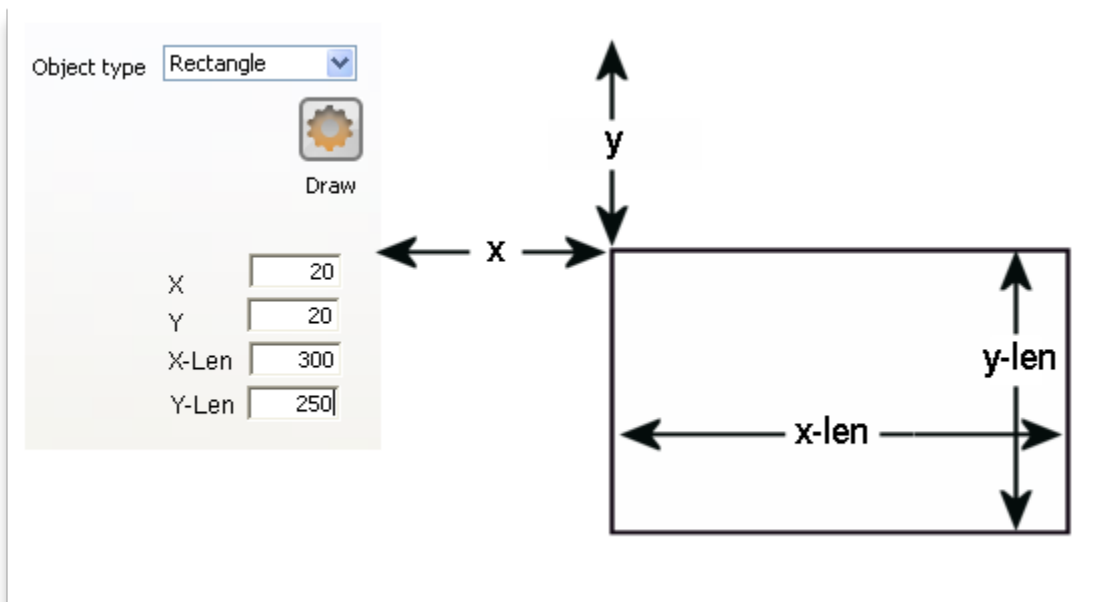 Object type Rectangle
Draw
X 20
Y 20
X-Len 300
Y-Len 250
y
x
y-len
x-len